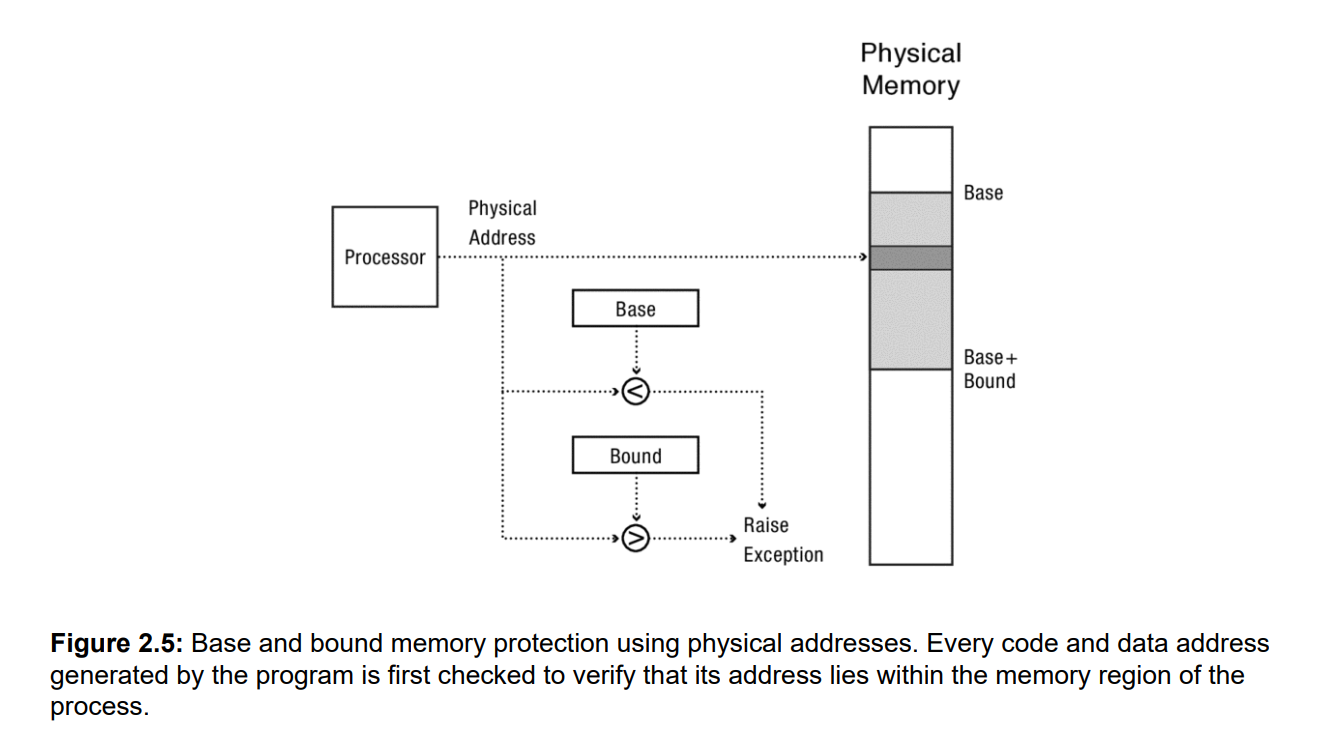 Physical
Memory
Base
Physical
Address
Processor
Base
<
Base+
Bound
Bound
>
Raise
Exception
Figure 2.5: Base and bound memory protection using physical addresses. Every code and data address
generated by the program is first checked to verify that its address lies within the memory region of the
process.